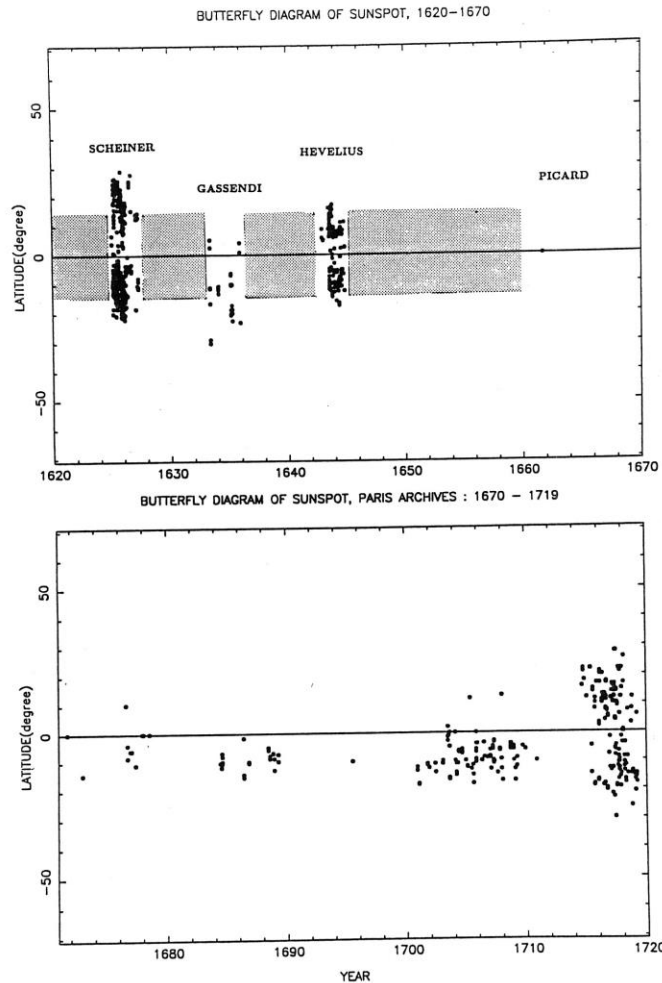 BUTTERFLY DIAGRAM OF SUNSPOT, 1620-1670
50
SCHEINER
HEVELIUS
GASSENDI
PICARD
0
LATITUDE(degree)
-50
1620 1630 1640 1650 1660 1670
BUTTERFLY DIAGRAM OF SUNSPOT, PARIS ARCHIVES : 1670 - 1719
50
0
LATITUDE(degree)
-50
1680 1690 1700 1710 1720
YEAR